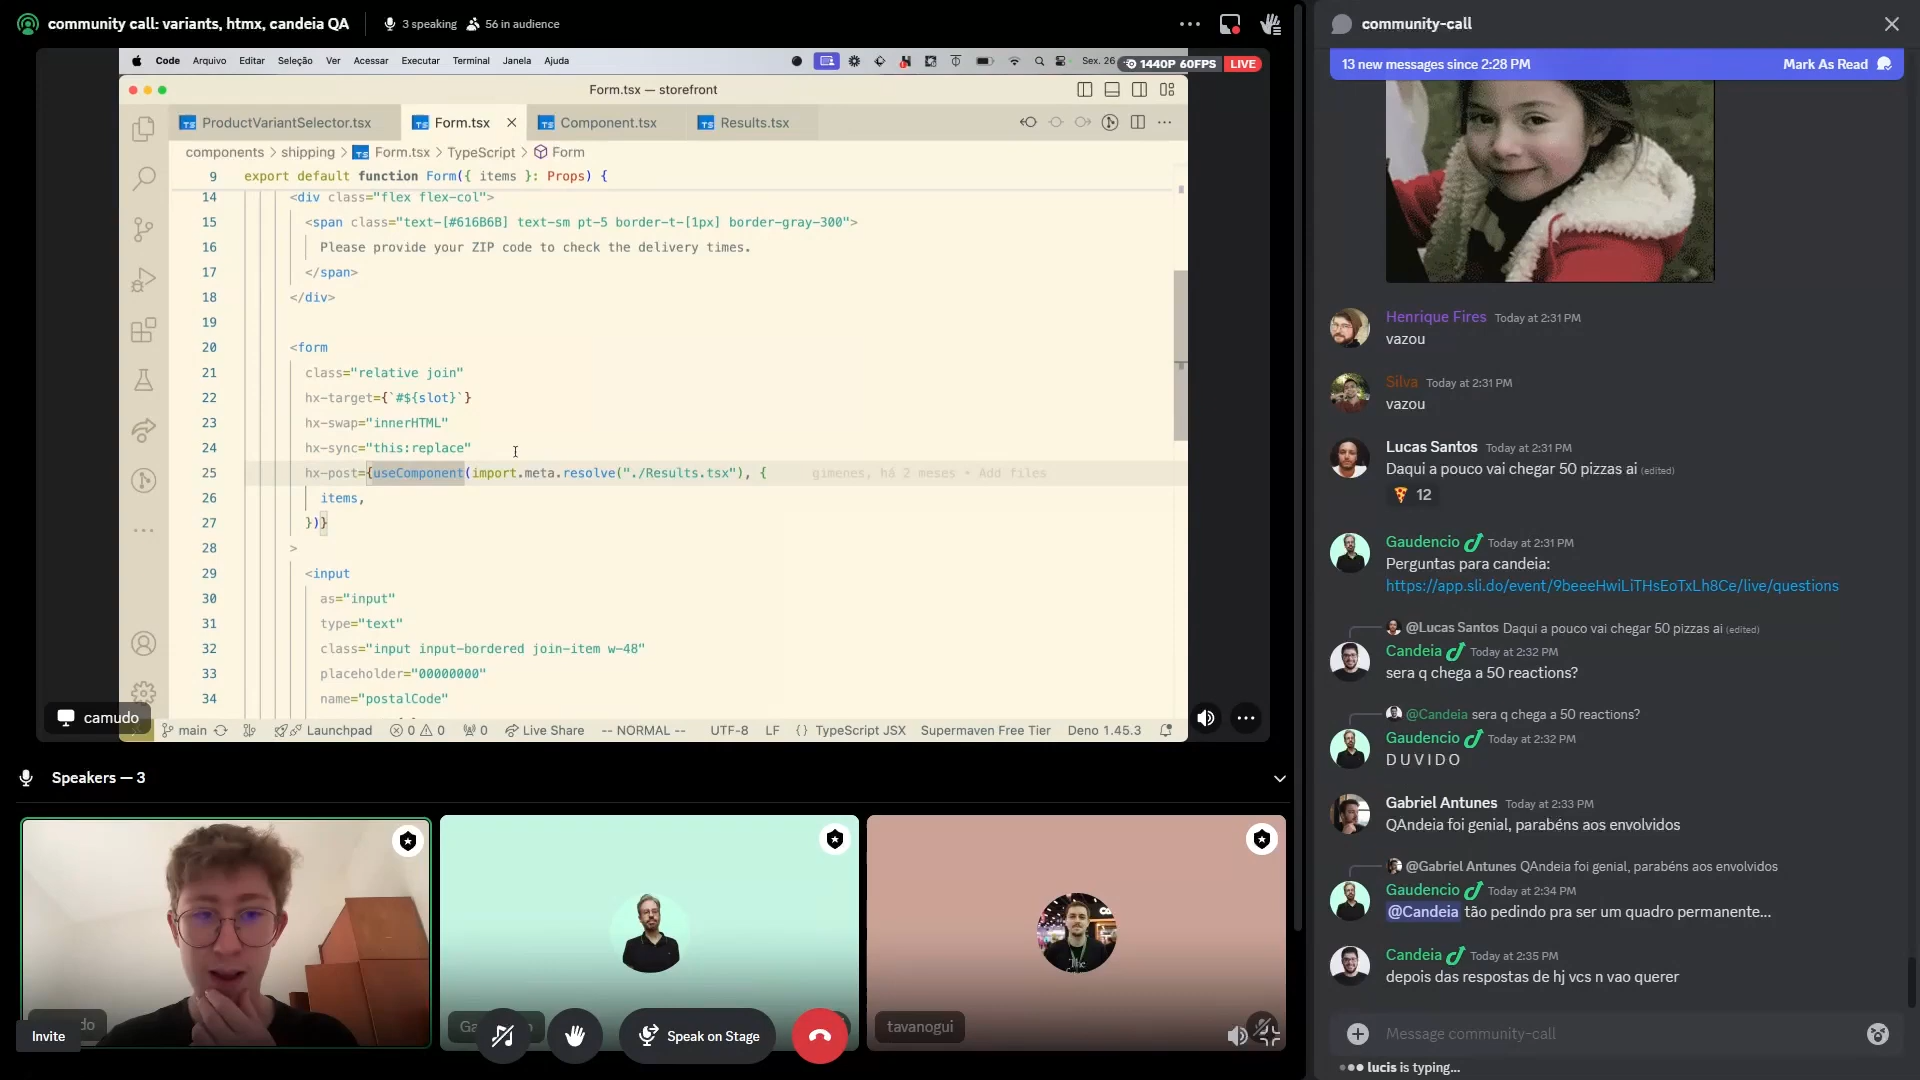 community call: variants, htmx, candeia QA
3 speaking
56 in audience
Code Arquivo Editar Seleção Ver Acessar Executar Terminal Janela Ajuda
Sex. 26
1440P 60FPS
LIVE
Form.tsx — storefront
ProductVariantSelector.tsx
Form.tsx
Component.tsx
Results.tsx
components > shipping > Form.tsx > TypeScript > Form
9 export default function Form({ items }: Props) {
14 <div class="flex flex-col">
15 <span class="text-[#616B6B] text-sm pt-5 border-t-[1px] border-gray-300">
16 Please provide your ZIP code to check the delivery times.
17 </span>
18 </div>
19
20 <form
21 class="relative join"
22 hx-target={`#${slot}`}
23 hx-swap="innerHTML"
24 hx-sync="this:replace"
25 hx-post={useComponent(import.meta.resolve("./Results.tsx"), { gimenes, há 2 meses • Add files
26 items,
27 })}
28 >
29 <input
30 as="input"
31 type="text"
32 class="input input-bordered join-item w-48"
33 placeholder="00000000"
34 name="postalCode"
camudo
main
Launchpad
0
0
0
Live Share
-- NORMAL --
UTF-8
LF
{} TypeScript JSX
Supermaven Free Tier
Deno 1.45.3
Speakers — 3
do
Invite
Ga
Speak on Stage
tavanogui
community-call
13 new messages since 2:28 PM
Mark As Read
Henrique Fires Today at 2:31 PM
vazou
Silva Today at 2:31 PM
vazou
Lucas Santos Today at 2:31 PM
Daqui a pouco vai chegar 50 pizzas ai (edited)
12
Gaudencio Today at 2:31 PM
Perguntas para candeia:
https://app.sli.do/event/9beeeHwiLiTHsEoTxLh8Ce/live/questions
@Lucas Santos Daqui a pouco vai chegar 50 pizzas ai (edited)
Candeia Today at 2:32 PM
sera q chega a 50 reactions?
@Candeia sera q chega a 50 reactions?
Gaudencio Today at 2:32 PM
D U V I D O
Gabriel Antunes Today at 2:33 PM
QAndeia foi genial, parabéns aos envolvidos
@Gabriel Antunes QAndeia foi genial, parabéns aos envolvidos
Gaudencio Today at 2:34 PM
@Candeia tão pedindo pra ser um quadro permanente...
Candeia Today at 2:35 PM
depois das respostas de hj vcs n vao querer
Message community-call
lucis is typing...